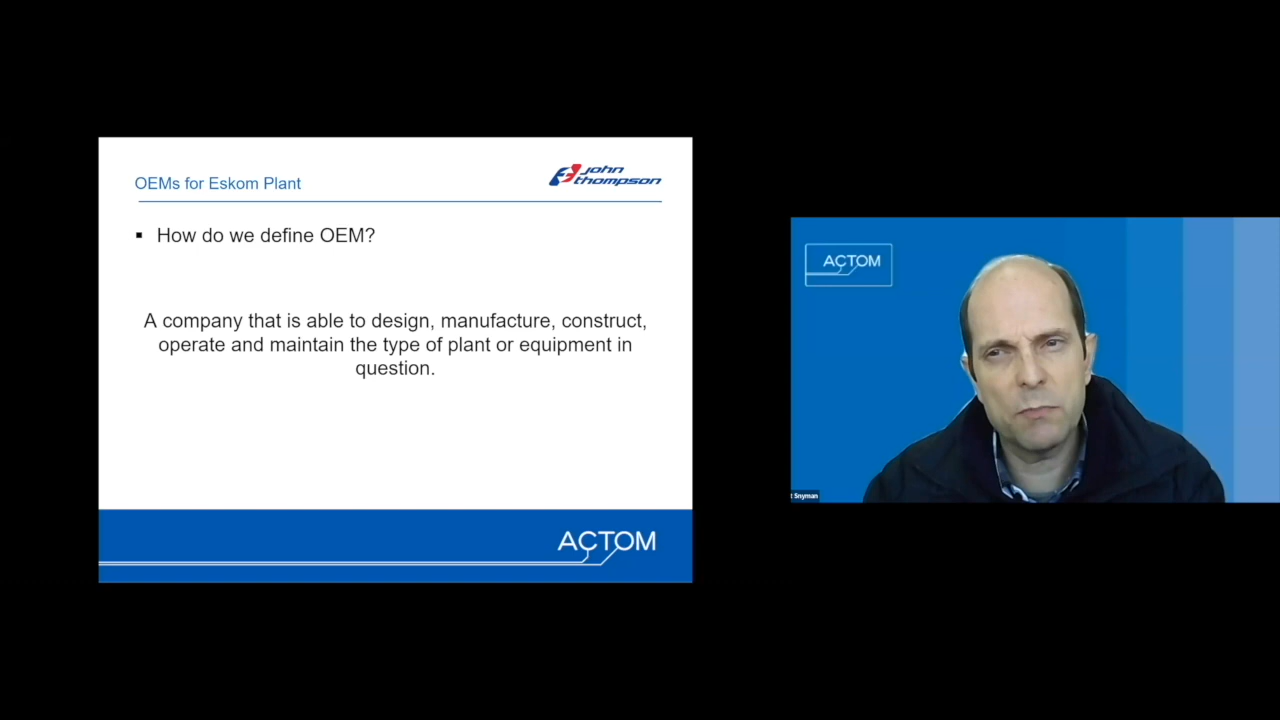 OEMs for Eskom Plant
john
thompson
▪ How do we define OEM?
A company that is able to design, manufacture, construct,
operate and maintain the type of plant or equipment in
question.
ACTOM
ACTOM
t Snyman